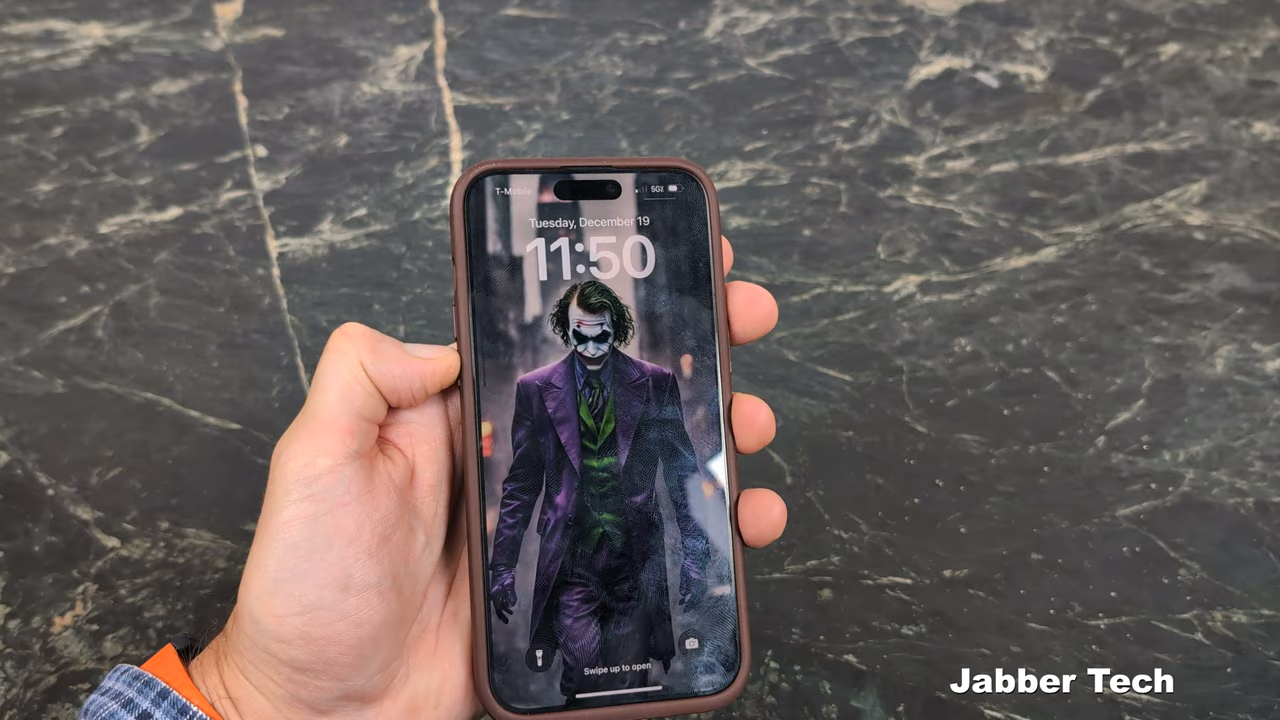 T-Mobile
5G
Tuesday, December 19
11:50
Swipe up to open
Jabber Tech